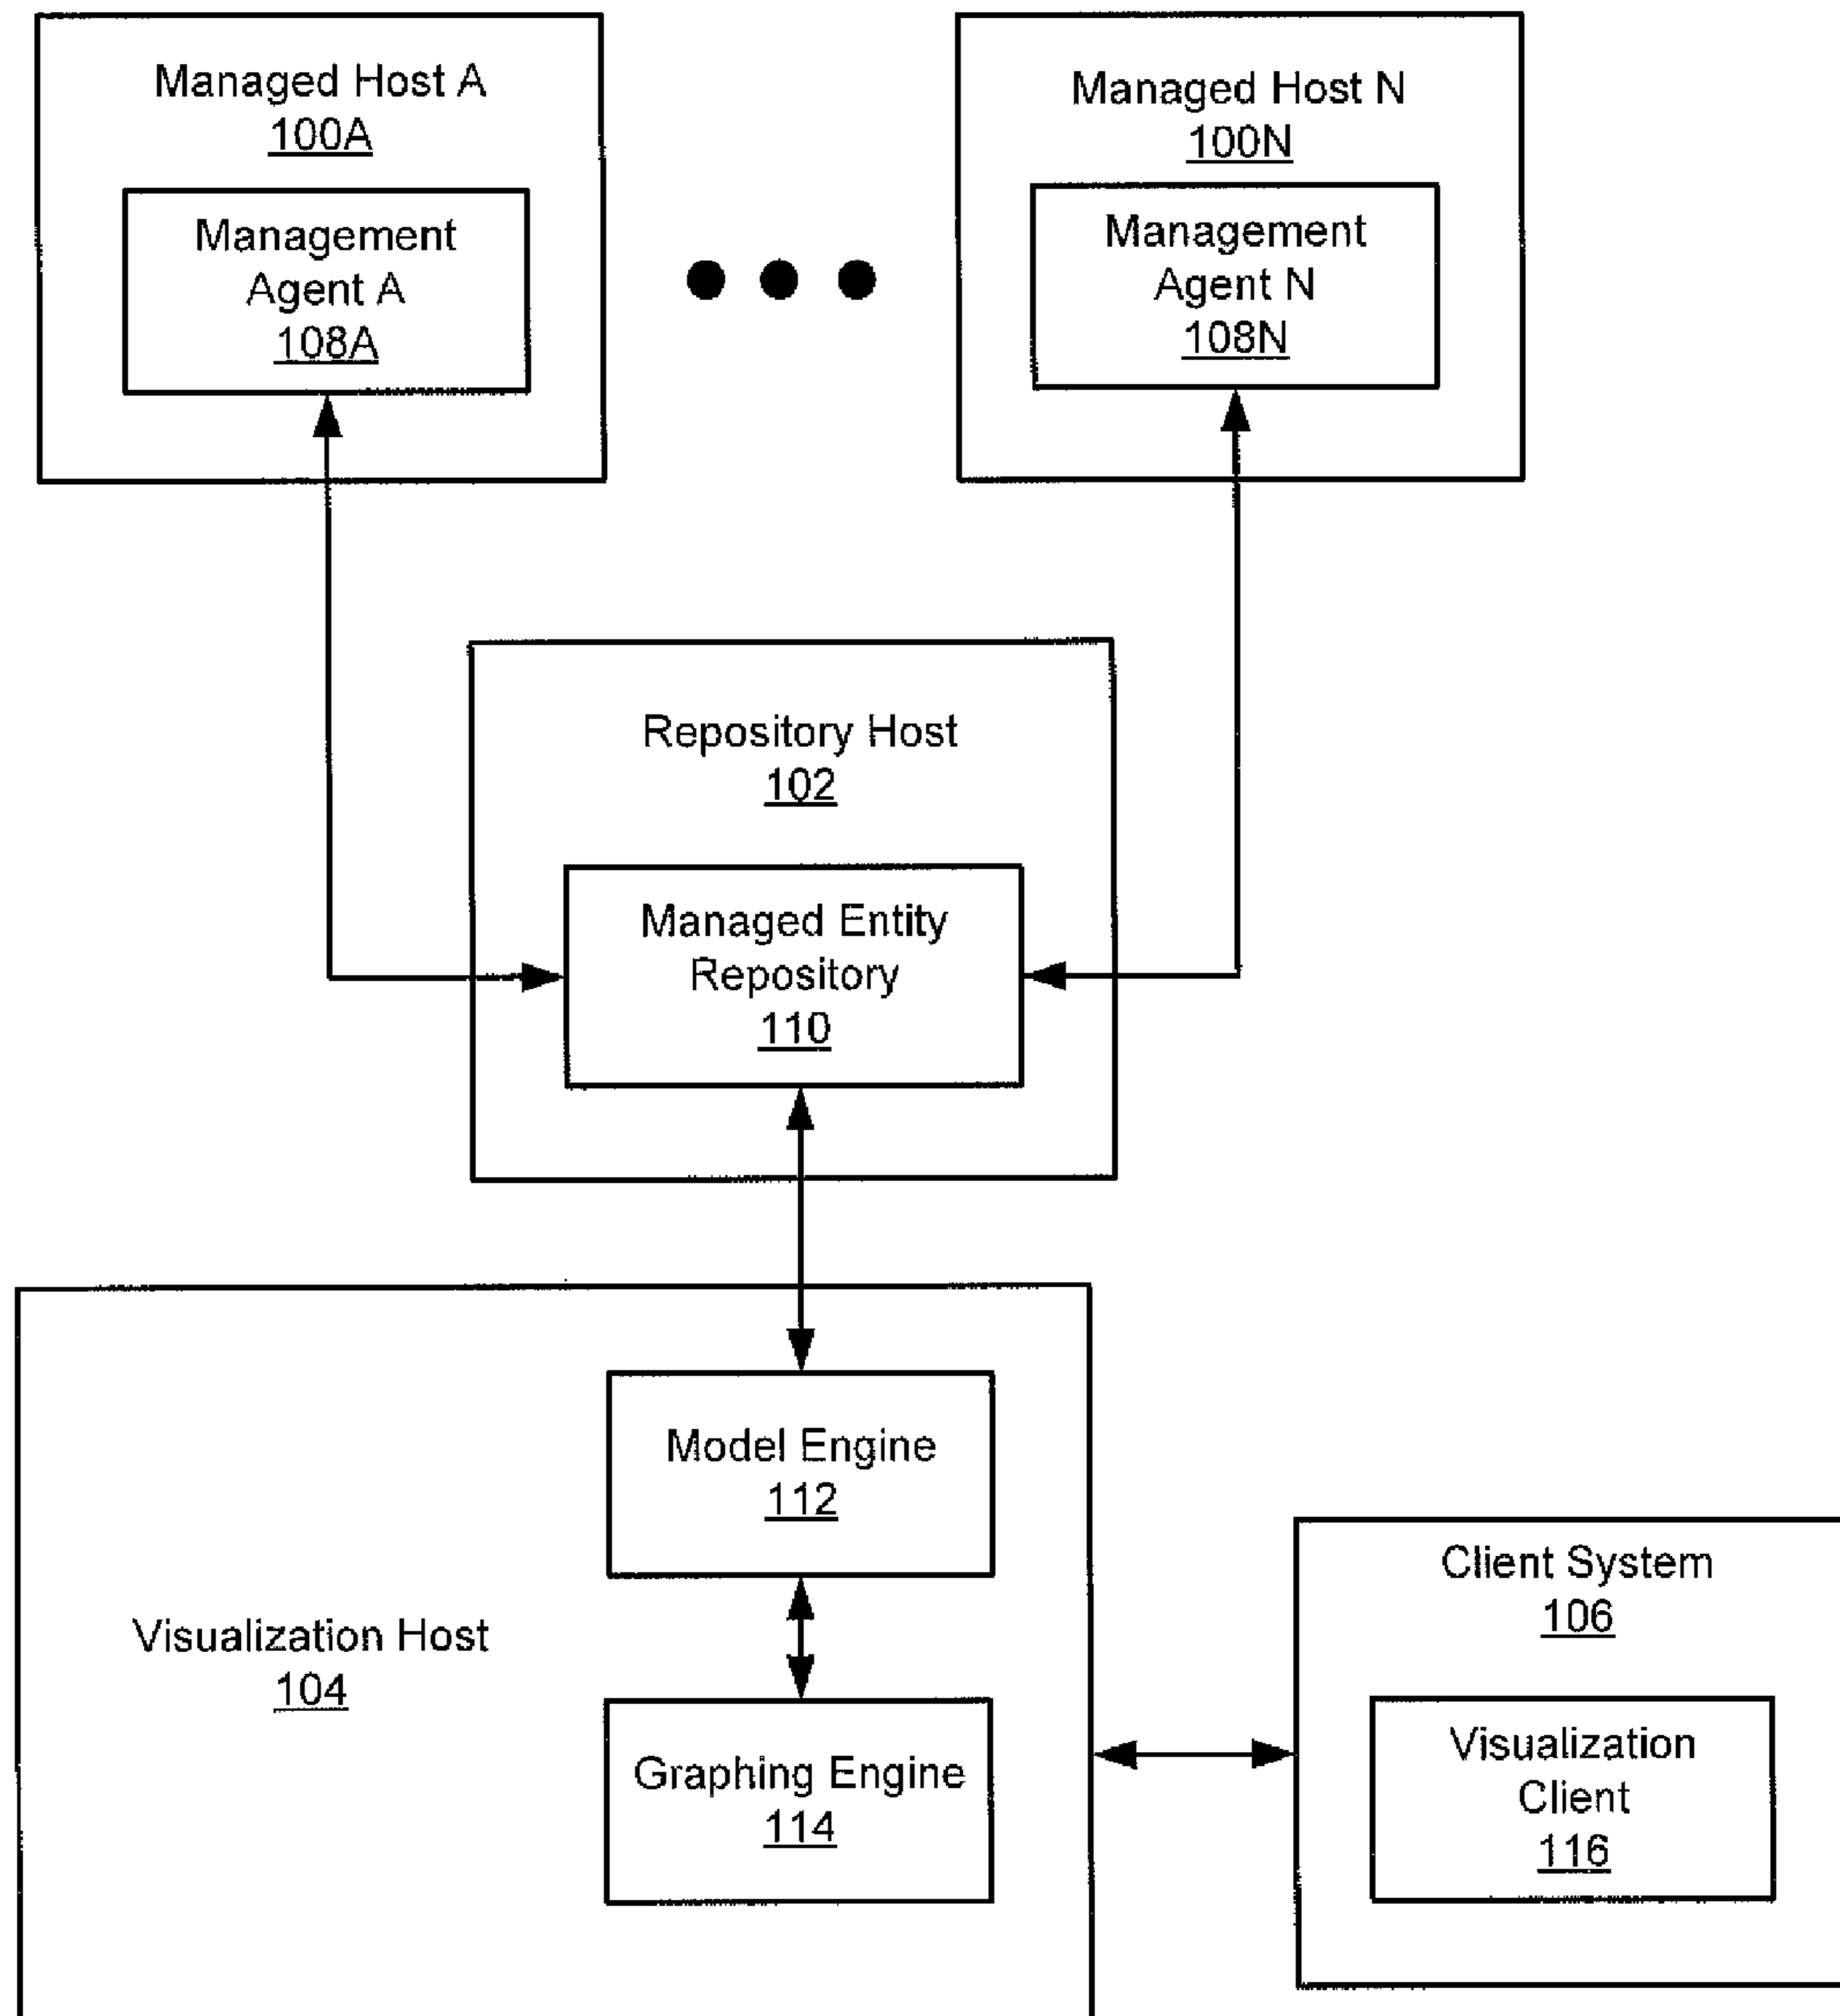 Managed Host A
100A
Management
Agent A
108A
Managed Host N
100N
Management
Agent N
108N
Repository Host
102
Managed Entity
Repository
110
Model Engine
112
Visualization Host
104
Graphing Engine
114
Client System
106
Visualization
Client
116